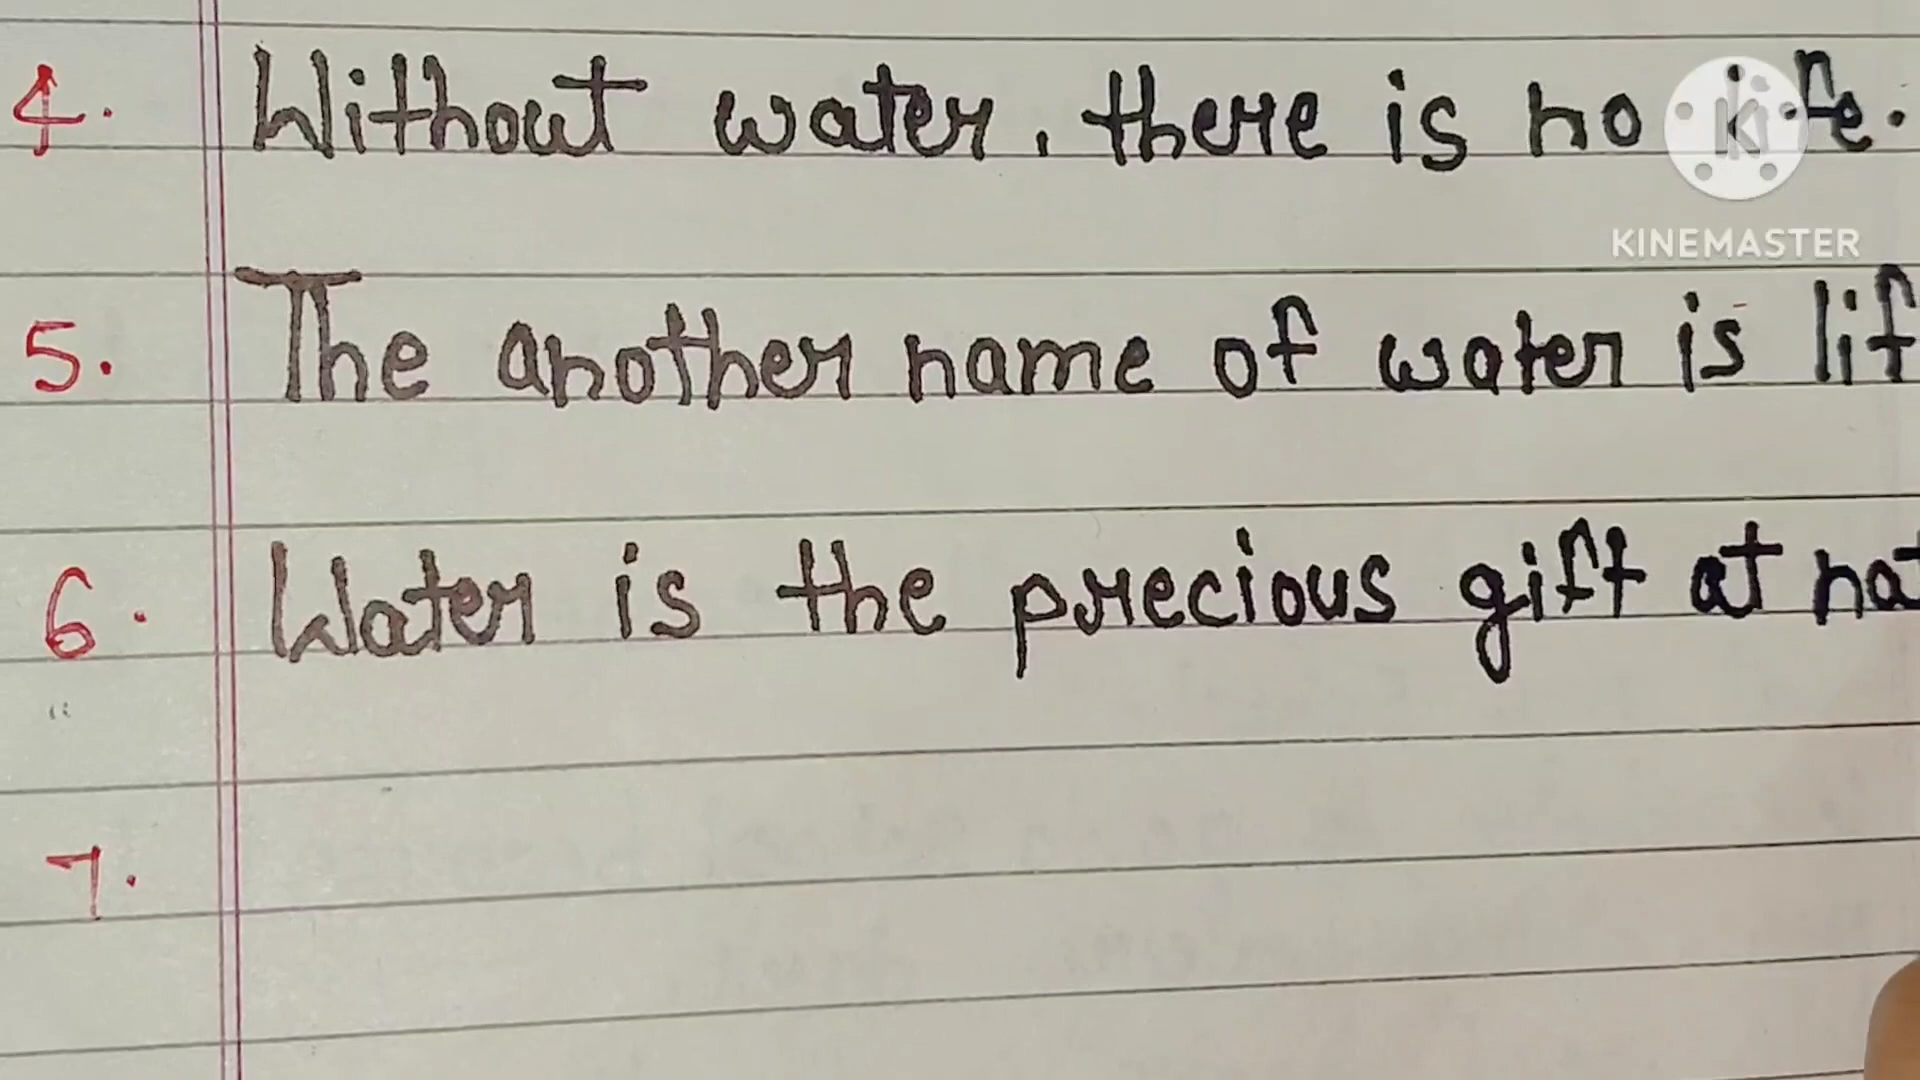 4. Without water, there is no life.
KINEMASTER
5. The another name of water is lif
6. Water is the precious gift at nat
7.